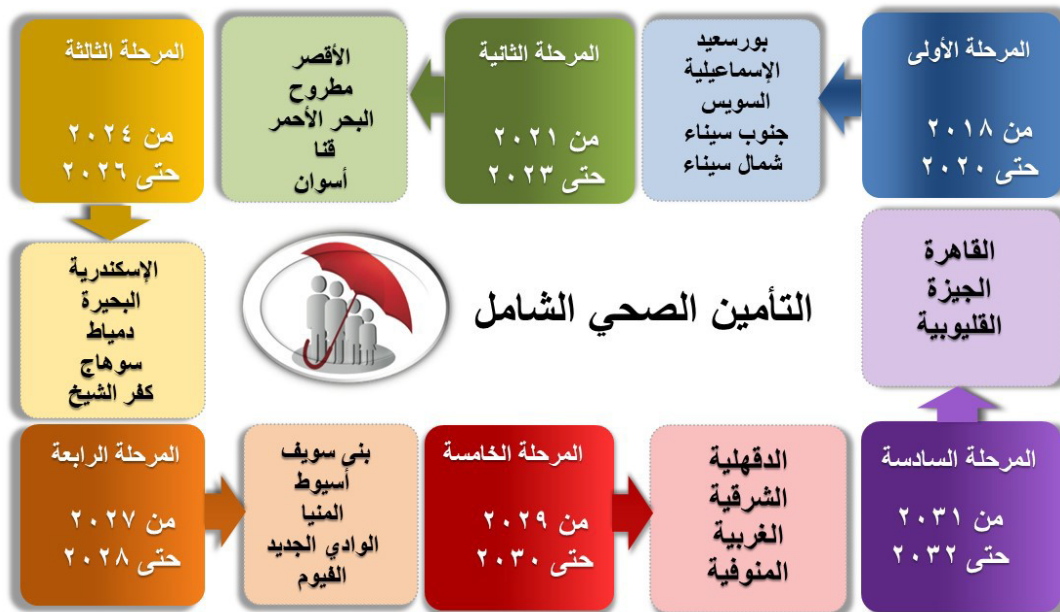 المرحلة الأولى
من ٢٠١٨
حتى ٢٠٢٠
بورسعيد
الإسماعيلية
السويس
جنوب سيناء
شمال سيناء
المرحلة الثانية
من ٢٠٢١
حتى ٢٠٢٣
الأقصر
مطروح
البحر الأحمر
قنا
أسوان
المرحلة الثالثة
من ٢٠٢٤
حتى ٢٠٢٦
الإسكندرية
البحيرة
دمياط
سوهاج
كفر الشيخ
التأمين الصحي الشامل
المرحلة الرابعة
من ٢٠٢٧
حتى ٢٠٢٨
بنى سويف
أسيوط
المنيا
الوادي الجديد
الفيوم
المرحلة الخامسة
من ٢٠٢٩
حتى ٢٠٣٠
الدقهلية
الشرقية
الغربية
المنوفية
المرحلة السادسة
من ٢٠٣١
حتى ٢٠٣٢
القاهرة
الجيزة
القليوبية